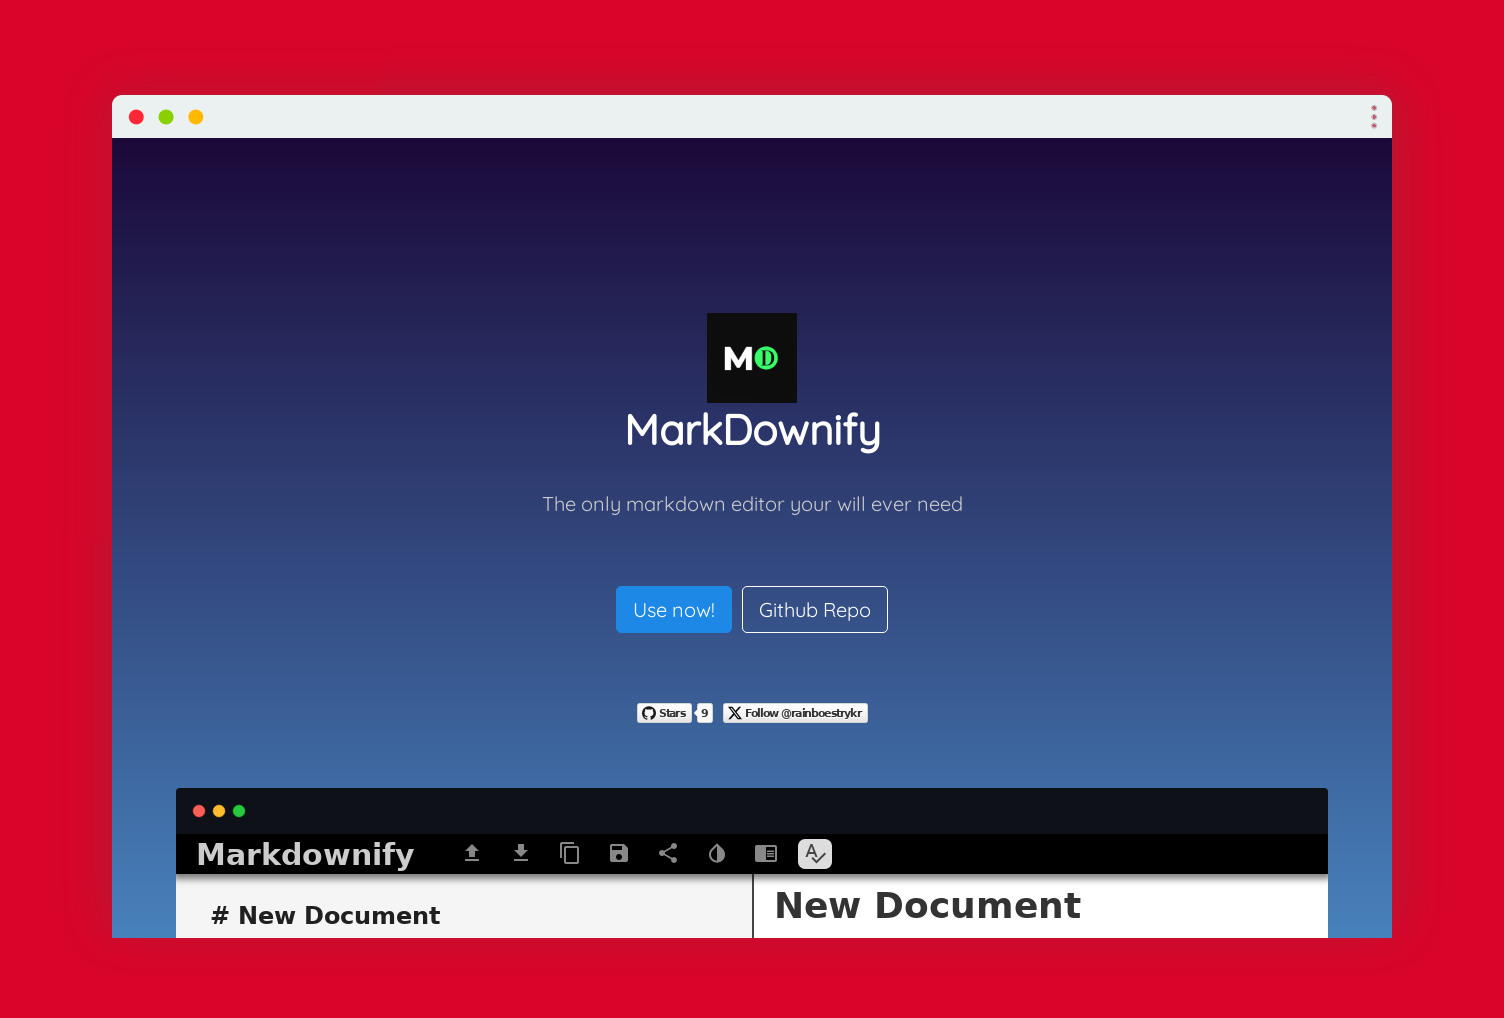 MD
MarkDownify
The only markdown editor your will ever need
Use now!
Github Repo
Stars
9
Follow @rainboestrykr
Markdownify
# New Document
New Document